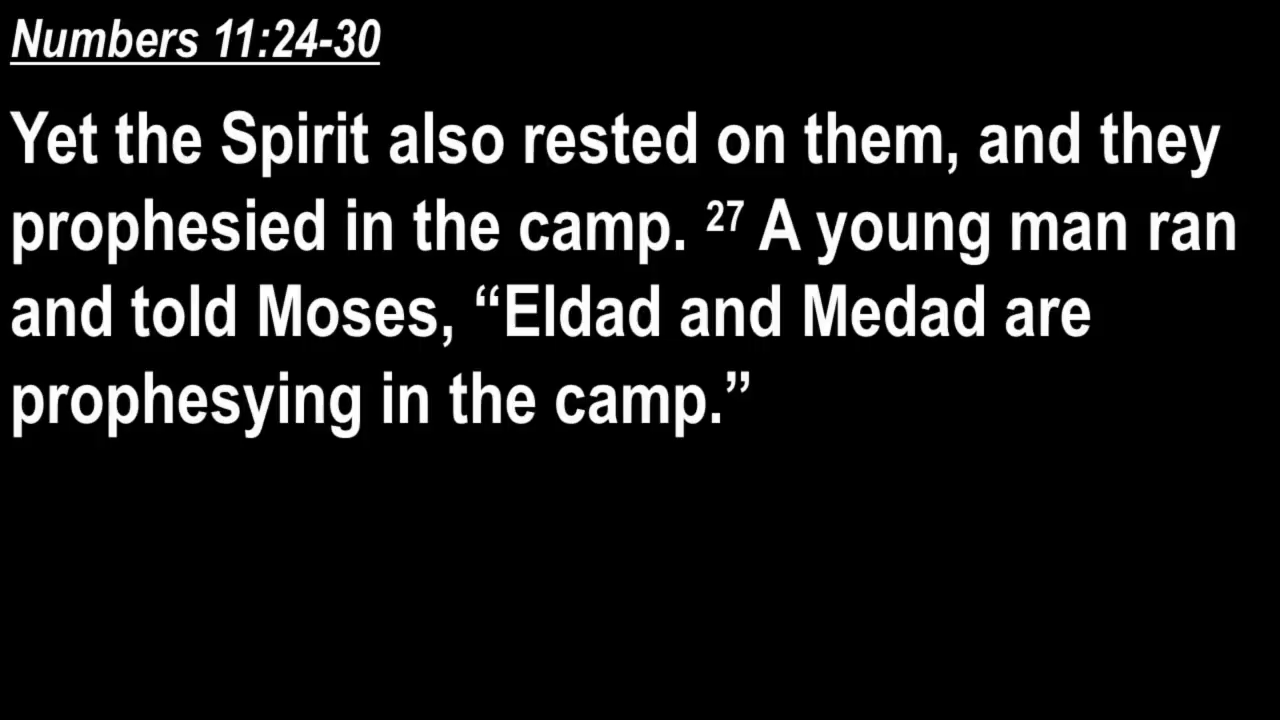 Numbers 11:24-30
Yet the Spirit also rested on them, and they
prophesied in the camp. 27 A young man ran
and told Moses, “Eldad and Medad are
prophesying in the camp.”